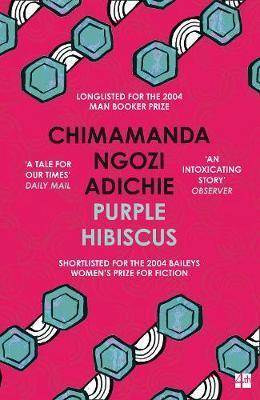 LONGLISTED FOR THE 2004
MAN BOOKER PRIZE
CHIMAMANDA
NGOZI
ADICHIE
PURPLE
HIBISCUS
'A TALE FOR
OUR TIMES'
DAILY MAIL
'AN
INTOXICATING
STORY'
OBSERVER
SHORTLISTED FOR THE 2004 BAILEYS
WOMEN'S PRIZE FOR FICTION
4th